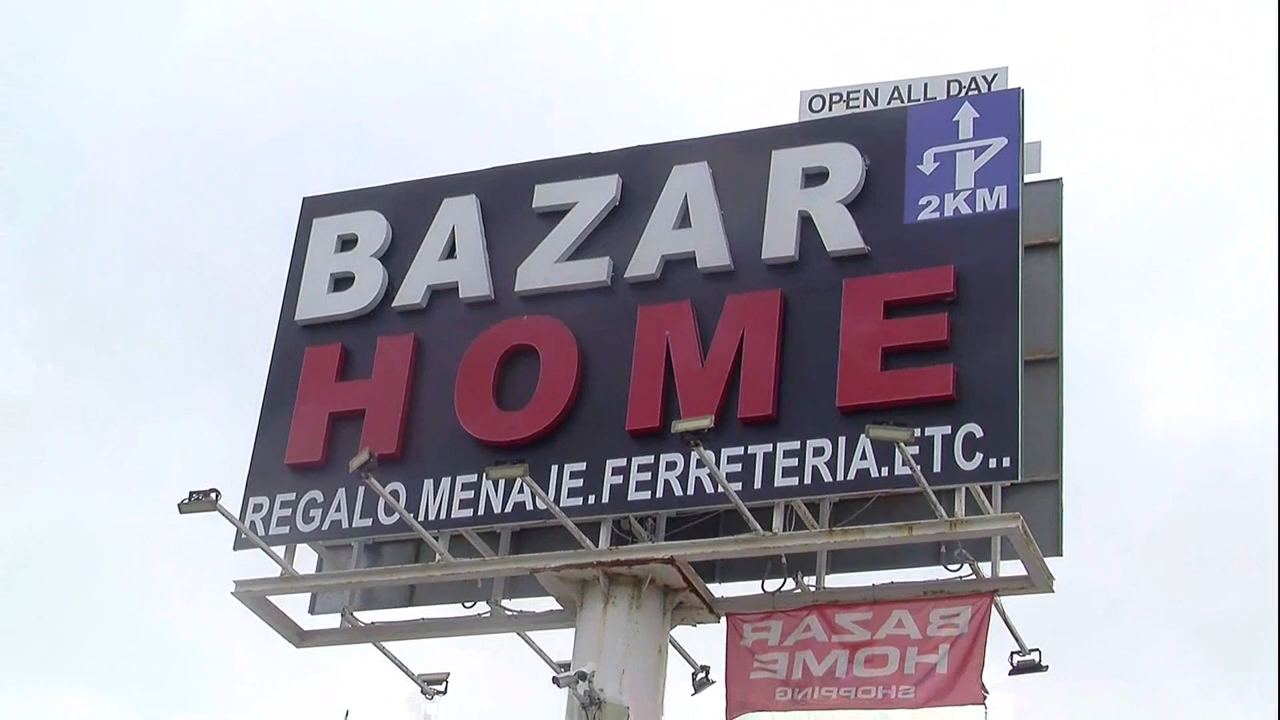 OPEN ALL DAY
2KM
BAZAR
HOME
REGALO.MENAJE.FERRETERIA.ETC..
BAZAR
HOME
SHOPPING